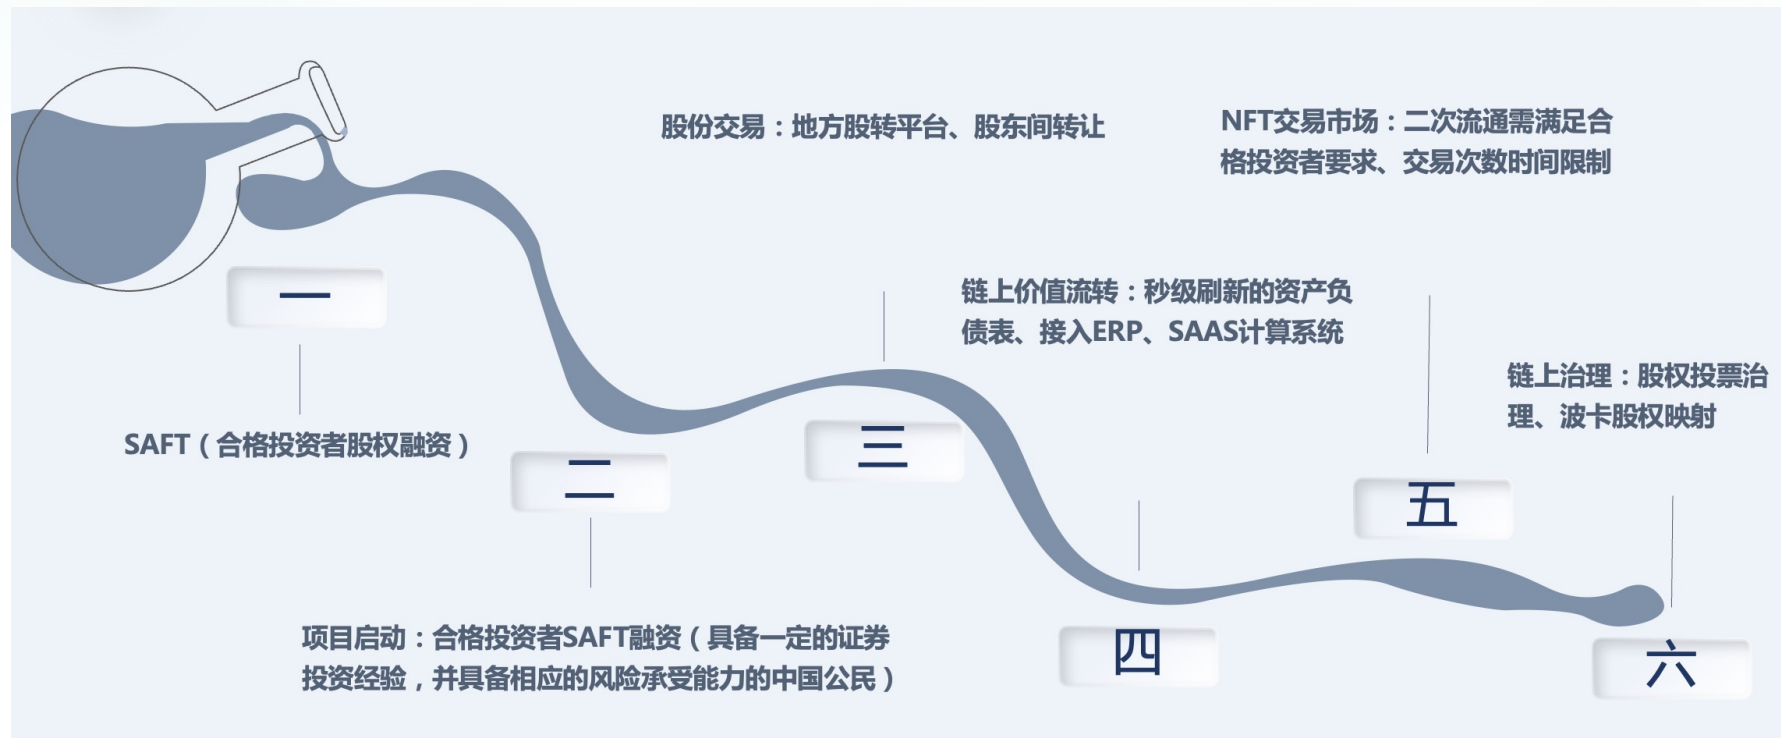 一
SAFT（合格投资者股权融资）
二
项目启动：合格投资者SAFT融资（具备一定的证券
投资经验，并具备相应的风险承受能力的中国公民）
股份交易：地方股转平台、股东间转让
三
链上价值流转：秒级刷新的资产负
债表、接入ERP、SAAS计算系统
四
NFT交易市场：二次流通需满足合
格投资者要求、交易次数时间限制
五
链上治理：股权投票治
理、波卡股权映射
六